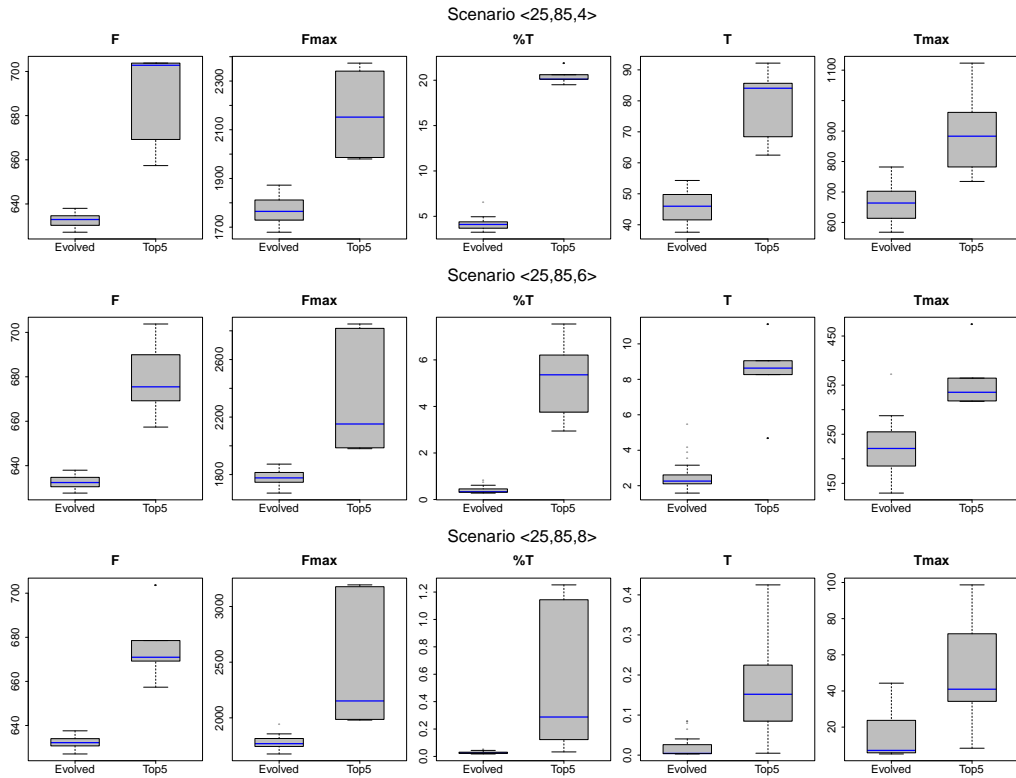 Scenario <25,85,4>
F Fmax %T T Tmax
640 660 680 700
1700 1900 2100 2300
5 10 15 20
40 50 60 70 80 90
600 700 800 900 1100
Evolved Top5 Evolved Top5 Evolved Top5 Evolved Top5 Evolved Top5
Scenario <25,85,6>
F Fmax %T T Tmax
640 660 680 700
1800 2200 2600
0 2 4 6
2 4 6 8 10
150 250 350 450
Evolved Top5 Evolved Top5 Evolved Top5 Evolved Top5 Evolved Top5
Scenario <25,85,8>
F Fmax %T T Tmax
640 660 680 700
2000 3000
0.0 0.2 0.4 0.6 0.8 1.0 1.2
0.0 0.1 0.2 0.3 0.4
20 40 60 80 100
Evolved Top5 Evolved Top5 Evolved Top5 Evolved Top5 Evolved Top5